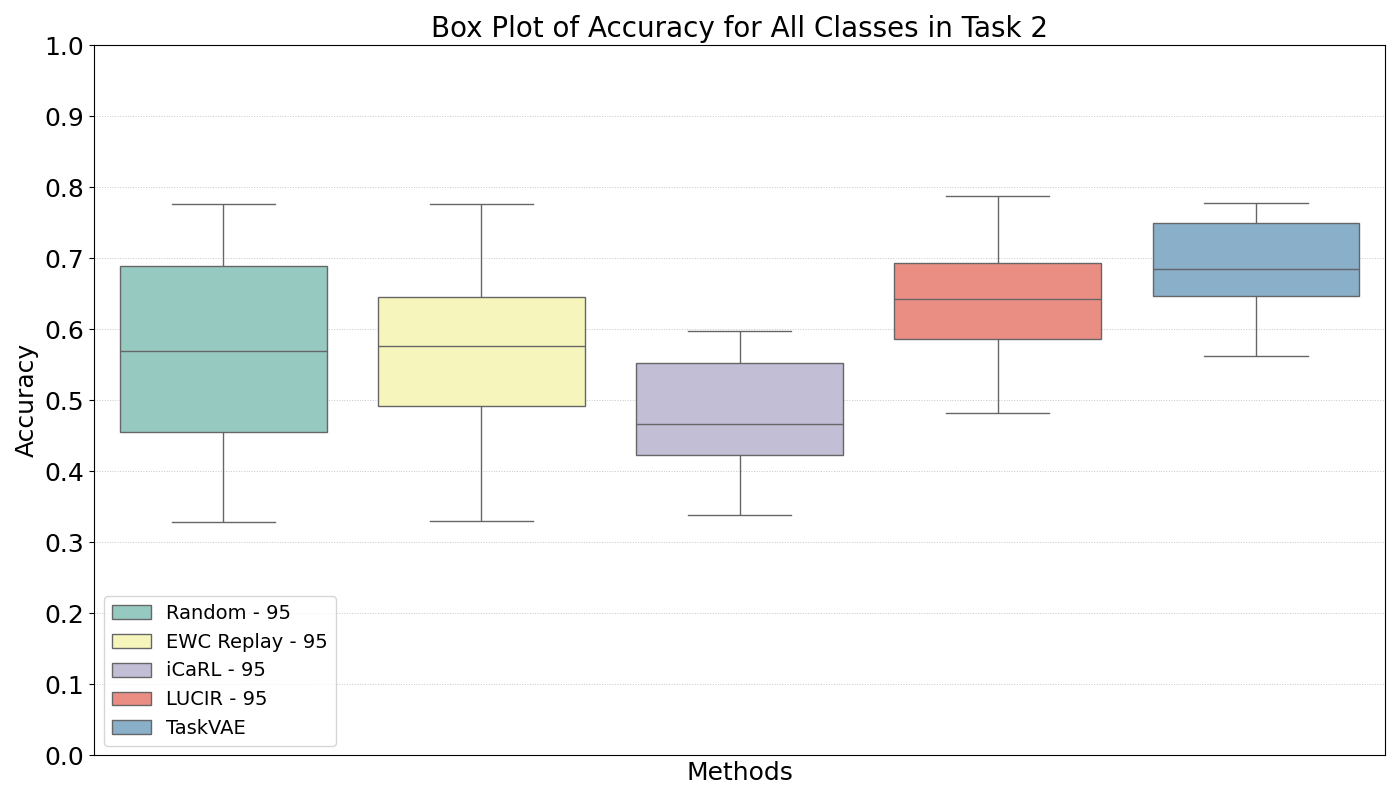 Box Plot of Accuracy for All Classes in Task 2
1.0
0.9
0.8
0.7
0.6
0.5
0.4
0.3
0.2
0.1
0.0
Accuracy
Random - 95
EWC Replay - 95
iCaRL - 95
LUCIR - 95
TaskVAE
Methods